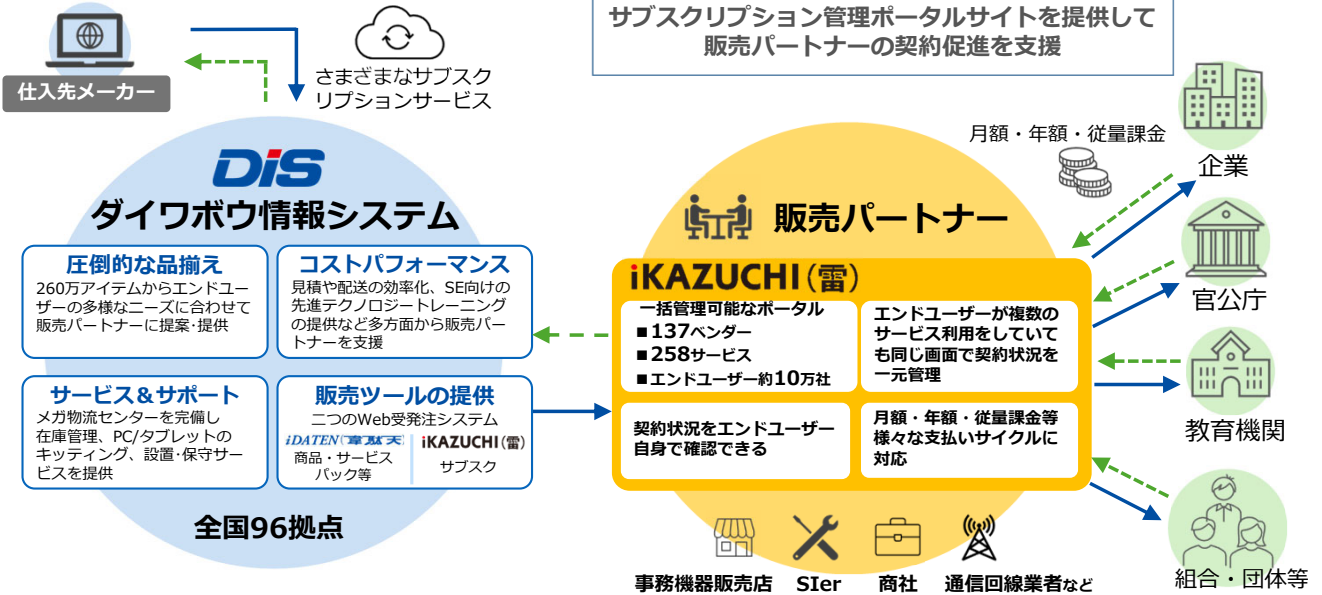 サブスクリプション管理ポータルサイトを提供して
販売パートナーの契約促進を支援
仕入先メーカー
さまざまなサブスク
リプションサービス
DiS
ダイワボウ情報システム
圧倒的な品揃え
260万アイテムからエンドユー
ザーの多様なニーズに合わせて
販売パートナーに提案・提供
コストパフォーマンス
見積や配送の効率化、SE向けの
先進テクノロジートレーニング
の提供など多方面から販売パー
トナーを支援
サービス&サポート
メガ物流センターを完備し
在庫管理、PC/タブレットの
キッティング、設置・保守サー
ビスを提供
販売ツールの提供
二つのWeb受発注システム
iDATEN(韋駄天)
商品・サービス
パック等
iKAZUCHI(雷)
サブスク
全国96拠点
販売パートナー
iKAZUCHI(雷)
一括管理可能なポータル
■137ベンダー
■258サービス
■エンドユーザー約10万社
エンドユーザーが複数の
サービス利用をしていて
も同じ画面で契約状況を
一元管理
契約状況をエンドユーザー
自身で確認できる
月額・年額・従量課金等
様々な支払いサイクルに
対応
事務機器販売店
SIer
商社
通信回線業者など
月額・年額・従量課金
企業
官公庁
教育機関
組合・団体等